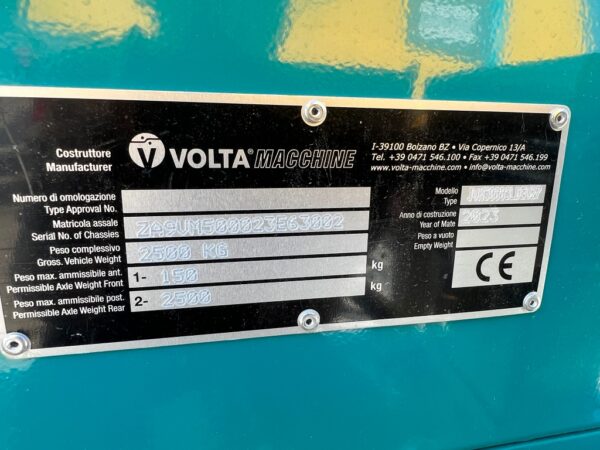 Costruttore
Manufacturer
VOLTA® MACCHINE
I-39100 Bolzano BZ • Via Copernico 13/A
Tel. +39 0471 546.100 • Fax +39 0471 546.199
www.volta-macchine.com • info@volta-macchine.com
Numero di omologazione
Type Approval No.
Matricola assale
Serial No. of Chassies
ZA9VM500023E63002
Peso complessivo
Gross. Vehicle Weight
2500 KG
Peso max. ammissibile ant.
Permissible Axle Weight Front
1- 150 kg
Peso max. ammissibile post.
Permissible Axle Weight Rear
2- 2500 kg
Modello
Type
Anno di costruzione
Year of Mate
2023
Peso a vuoto
Empty Weight
CE